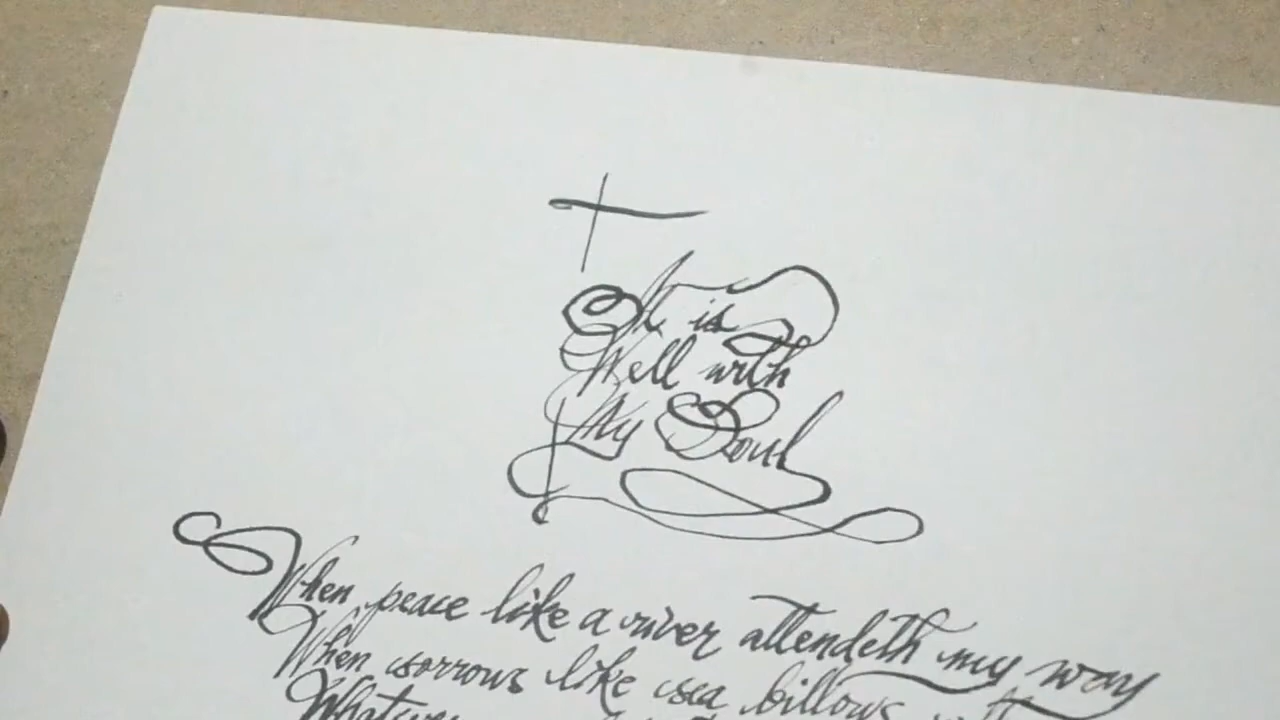 It is
Well with
My Soul
When peace like a river attendeth my way
When sorrows like sea billows